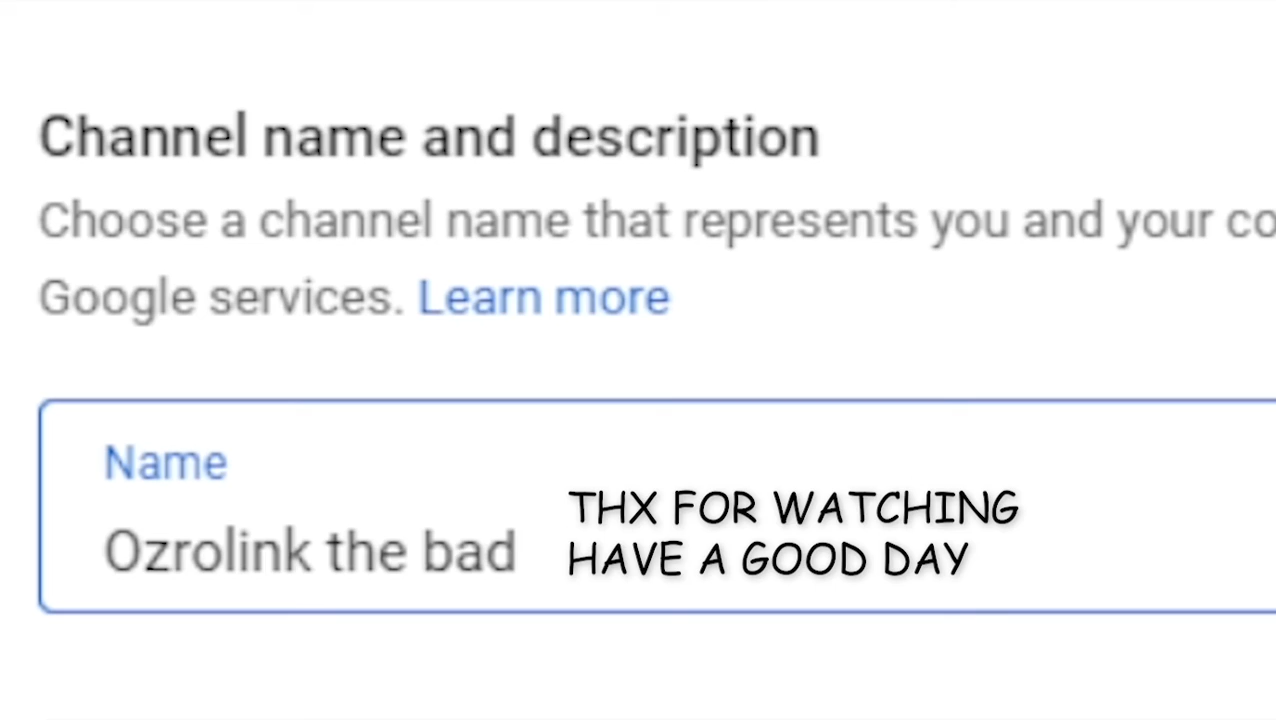 Channel name and description
Choose a channel name that represents you and your
Google services. Learn more
Name
Ozrolink the bad
THX FOR WATCHING
HAVE A GOOD DAY